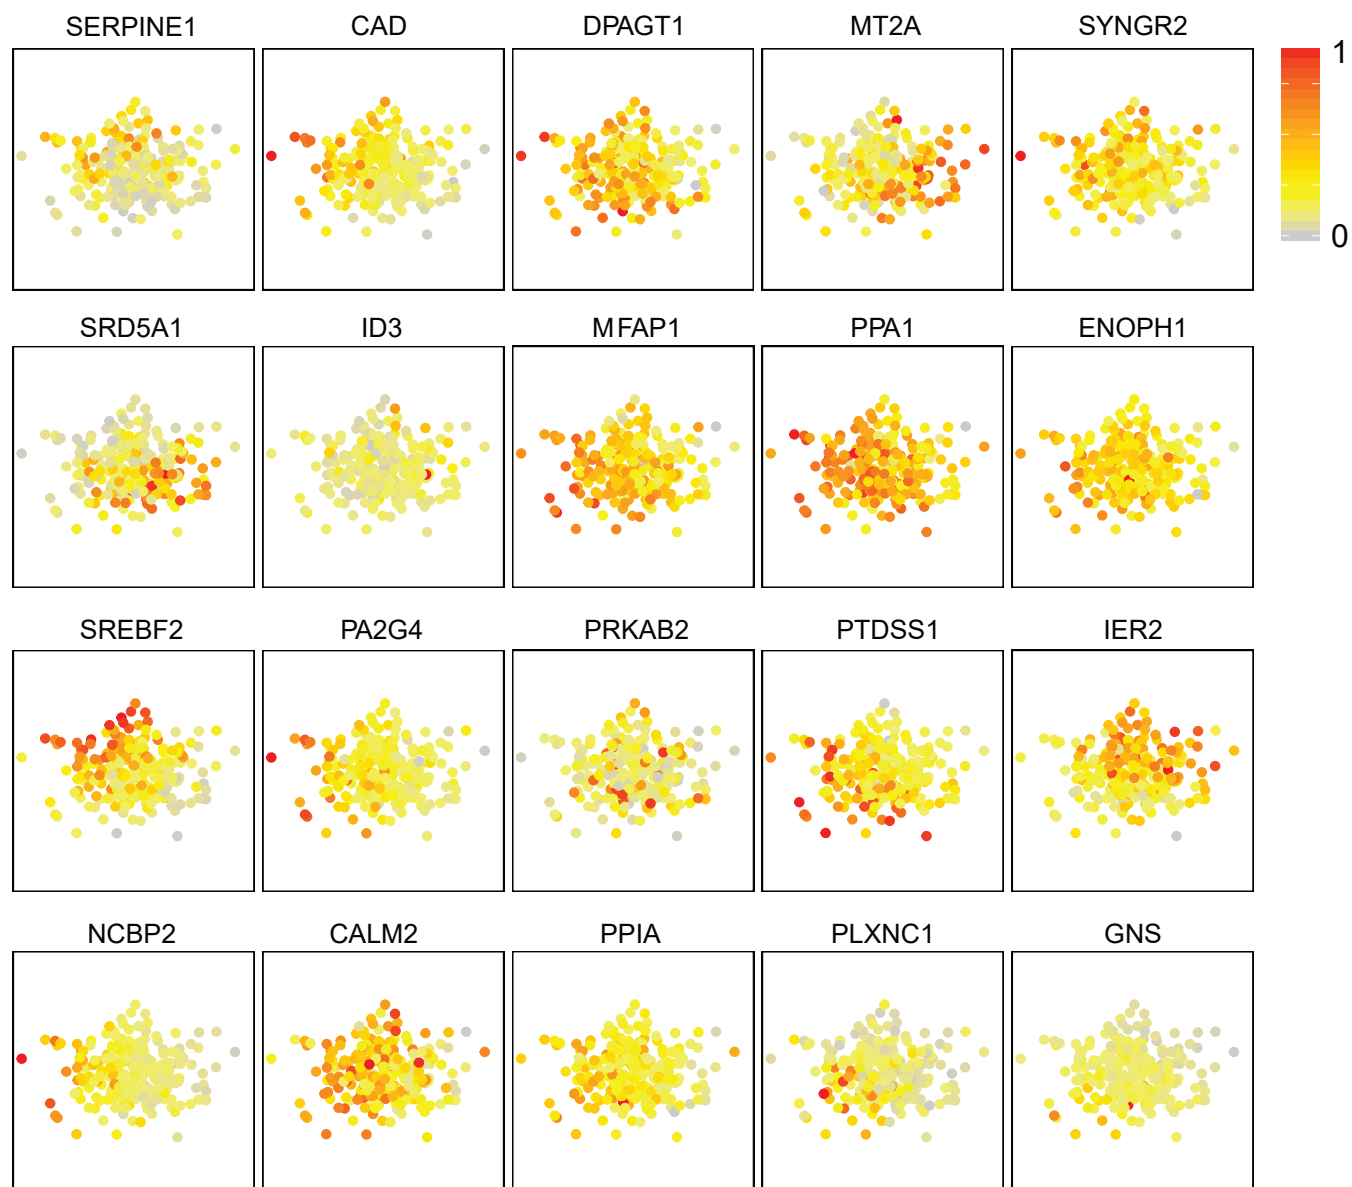 SERPINE1 CAD DPAGT1 MT2A SYNGR2
1
0
SRD5A1 ID3 MFAP1 PPA1 ENOPH1
SREBF2 PA2G4 PRKAB2 PTDSS1 IER2
NCBP2 CALM2 PPIA PLXNC1 GNS